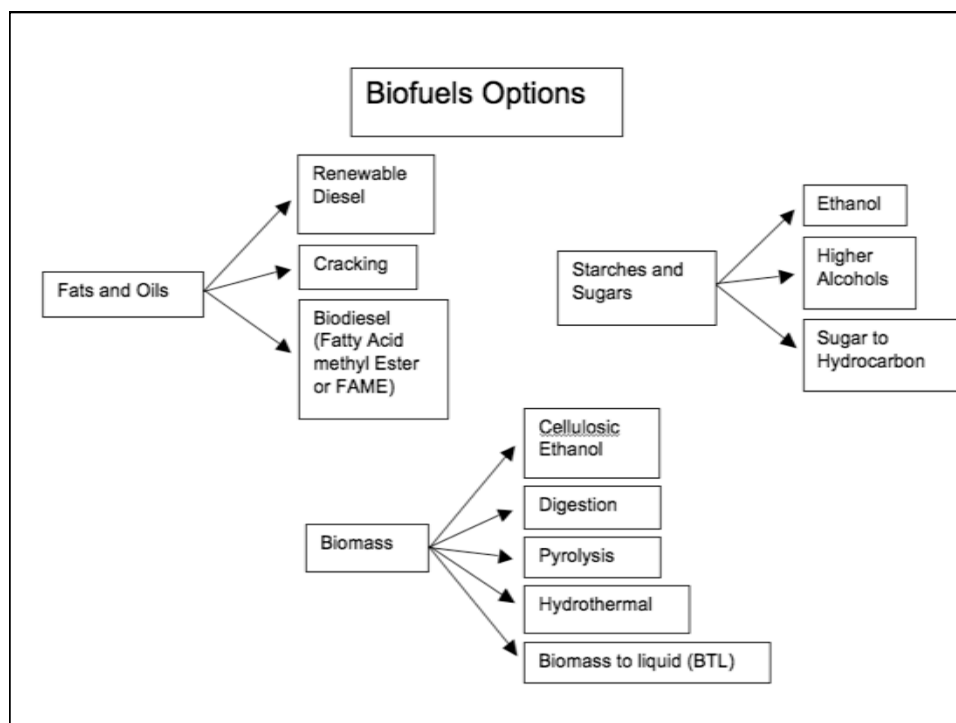 Biofuels Options
Renewable
Diesel
Cracking
Fats and Oils
Biodiesel
(Fatty Acid
methyl Ester
or FAME)
Ethanol
Higher
Alcohols
Starches and
Sugars
Sugar to
Hydrocarbon
Cellulosic
Ethanol
Digestion
Biomass
Pyrolysis
Hydrothermal
Biomass to liquid (BTL)